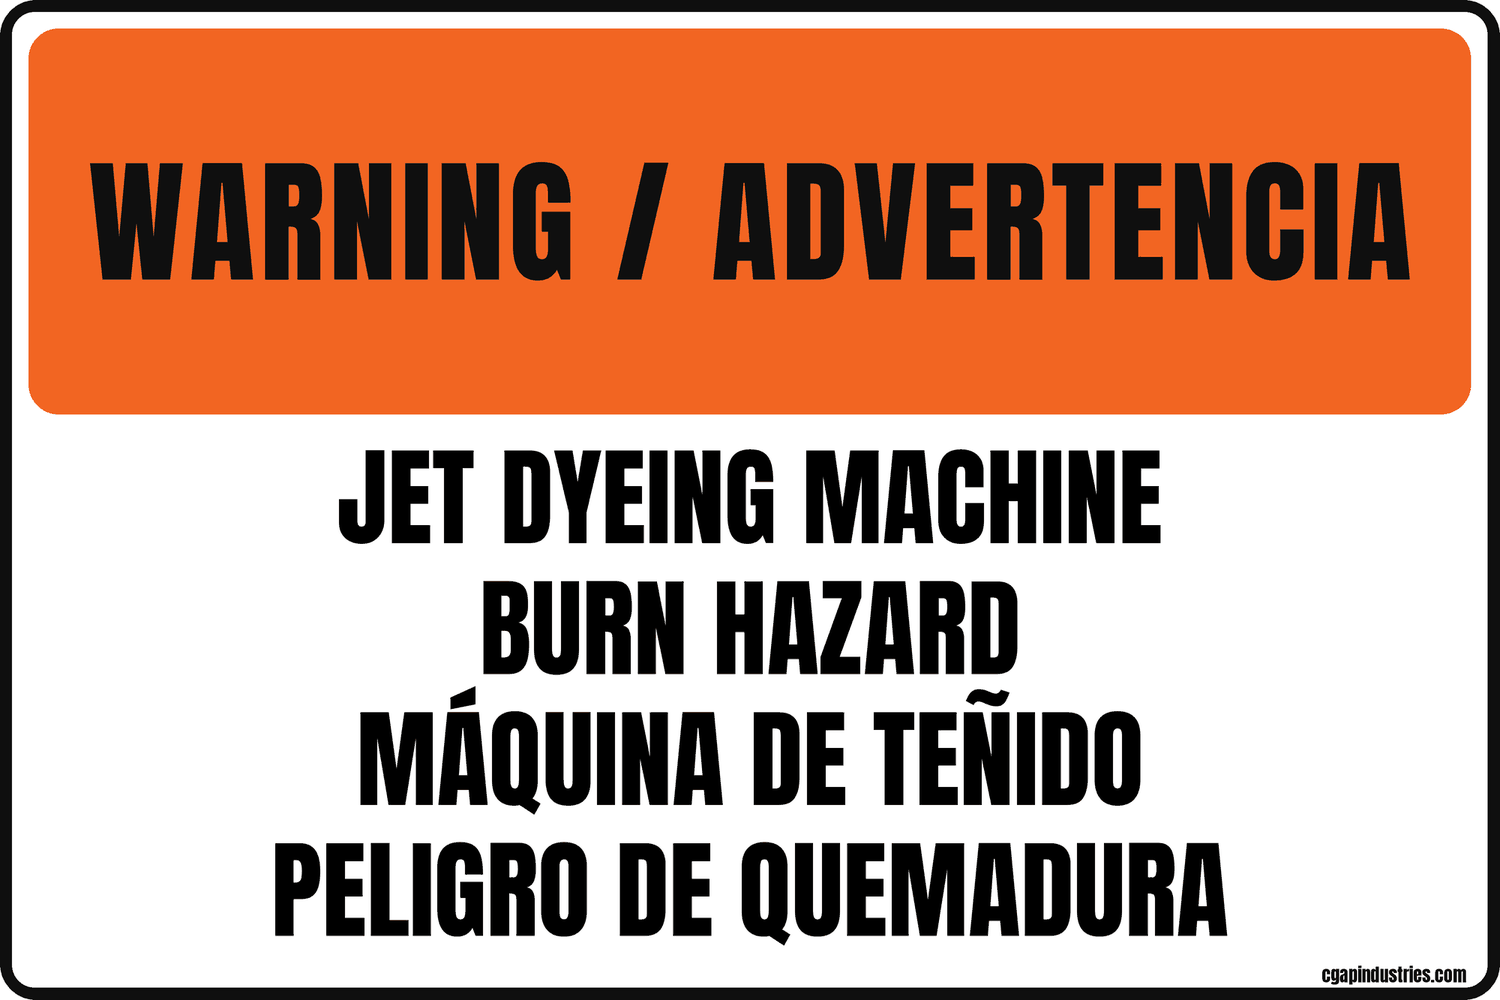 WARNING / ADVERTENCIA
JET DYEING MACHINE
BURN HAZARD
MÁQUINA DE TEÑIDO
PELIGRO DE QUEMADURA
cgapindustries.com